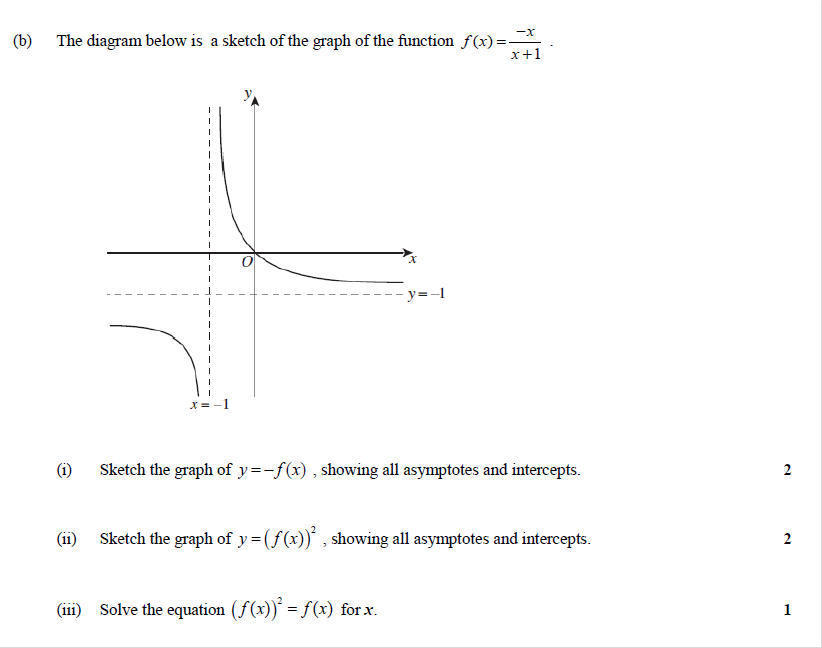 (b) The diagram below is a sketch of the graph of the function f(x) = -x/(x+1) .
y
O
x
y = -1
x = -1
(i) Sketch the graph of y = -f(x) , showing all asymptotes and intercepts. 2
(ii) Sketch the graph of y = (f(x))² , showing all asymptotes and intercepts. 2
(iii) Solve the equation (f(x))² = f(x) for x. 1